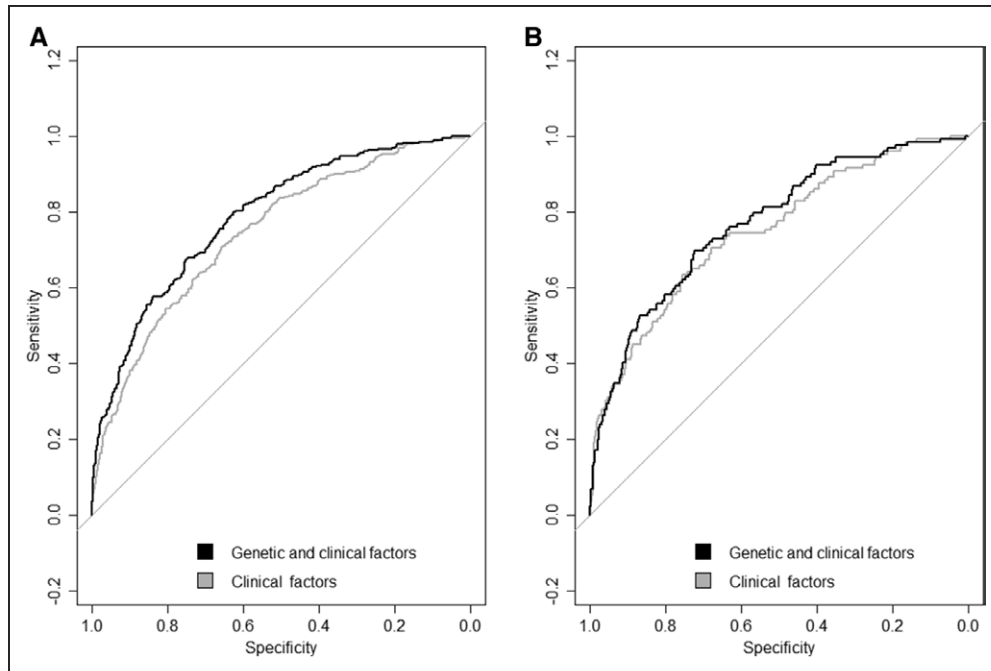 A
B
1.2
1.0
0.8
0.6
0.4
0.2
0.0
-0.2
Sensitivity
1.0 0.8 0.6 0.4 0.2 0.0
Specificity
Genetic and clinical factors
Clinical factors
1.2
1.0
0.8
0.6
0.4
0.2
0.0
-0.2
Sensitivity
1.0 0.8 0.6 0.4 0.2 0.0
Specificity
Genetic and clinical factors
Clinical factors